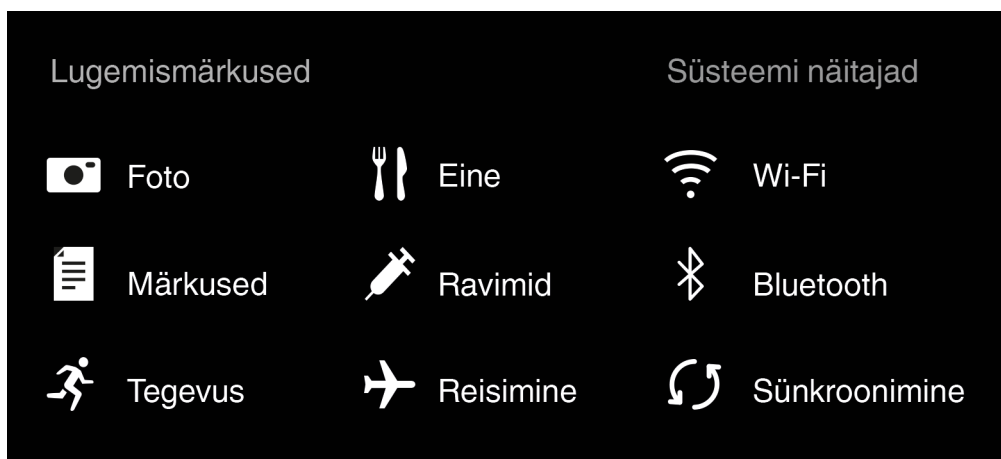 Lugemismärkused
Süsteemi näitajad
Foto
Eine
Wi-Fi
Märkused
Ravimid
Bluetooth
Tegevus
Reisimine
Sünkroonimine